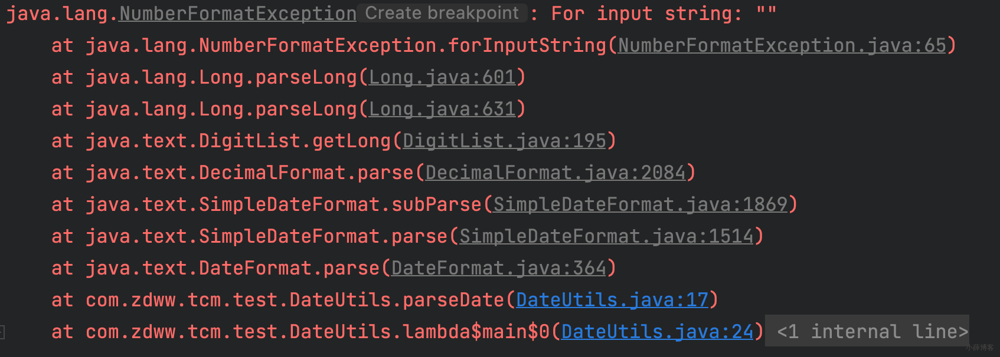 java.lang.NumberFormatException Create breakpoint : For input string: ""
at java.lang.NumberFormatException.forInputString(NumberFormatException.java:65)
at java.lang.Long.parseLong(Long.java:601)
at java.lang.Long.parseLong(Long.java:631)
at java.text.DigitList.getLong(DigitList.java:195)
at java.text.DecimalFormat.parse(DecimalFormat.java:2084)
at java.text.SimpleDateFormat.subParse(SimpleDateFormat.java:1869)
at java.text.SimpleDateFormat.parse(SimpleDateFormat.java:1514)
at java.text.DateFormat.parse(DateFormat.java:364)
at com.zdww.tcm.test.DateUtils.parseDate(DateUtils.java:17)
at com.zdww.tcm.test.DateUtils.lambda$main$0(DateUtils.java:24) <1 internal line>
小薛博客